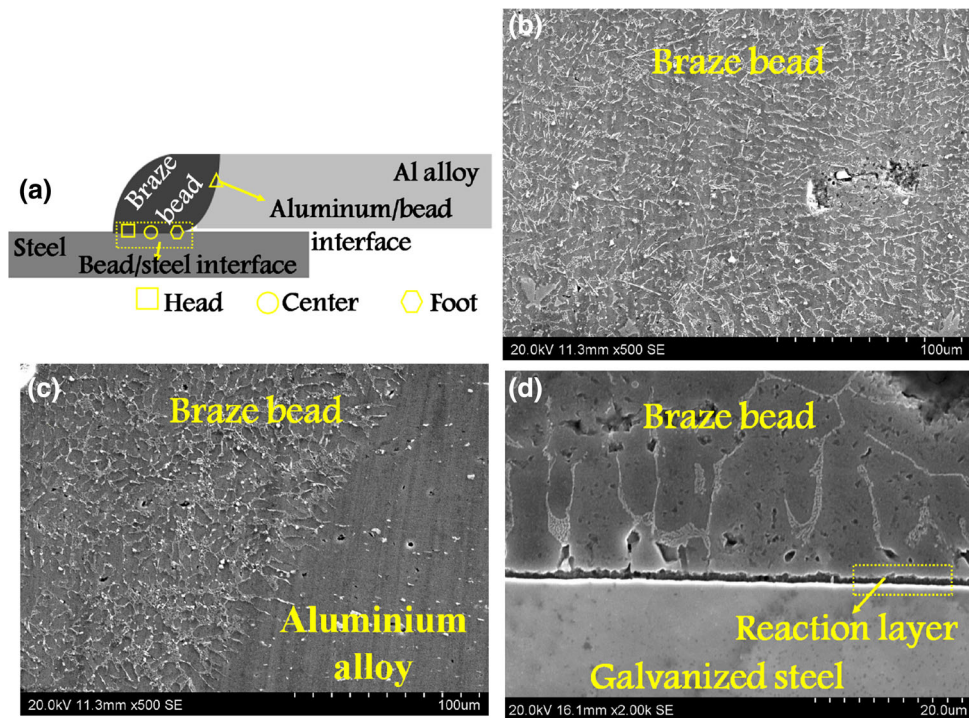 (a)
Braze
bead
Al alloy
Aluminum/bead
interface
Steel
Bead/steel interface
Head
Center
Foot
(b)
Braze bead
20.0kV 11.3mm x500 SE
100um
(c)
Braze bead
Aluminium
alloy
20.0kV 11.3mm x500 SE
100um
(d)
Braze bead
Reaction layer
Galvanized steel
20.0kV 16.1mm x2.00k SE
20.0um